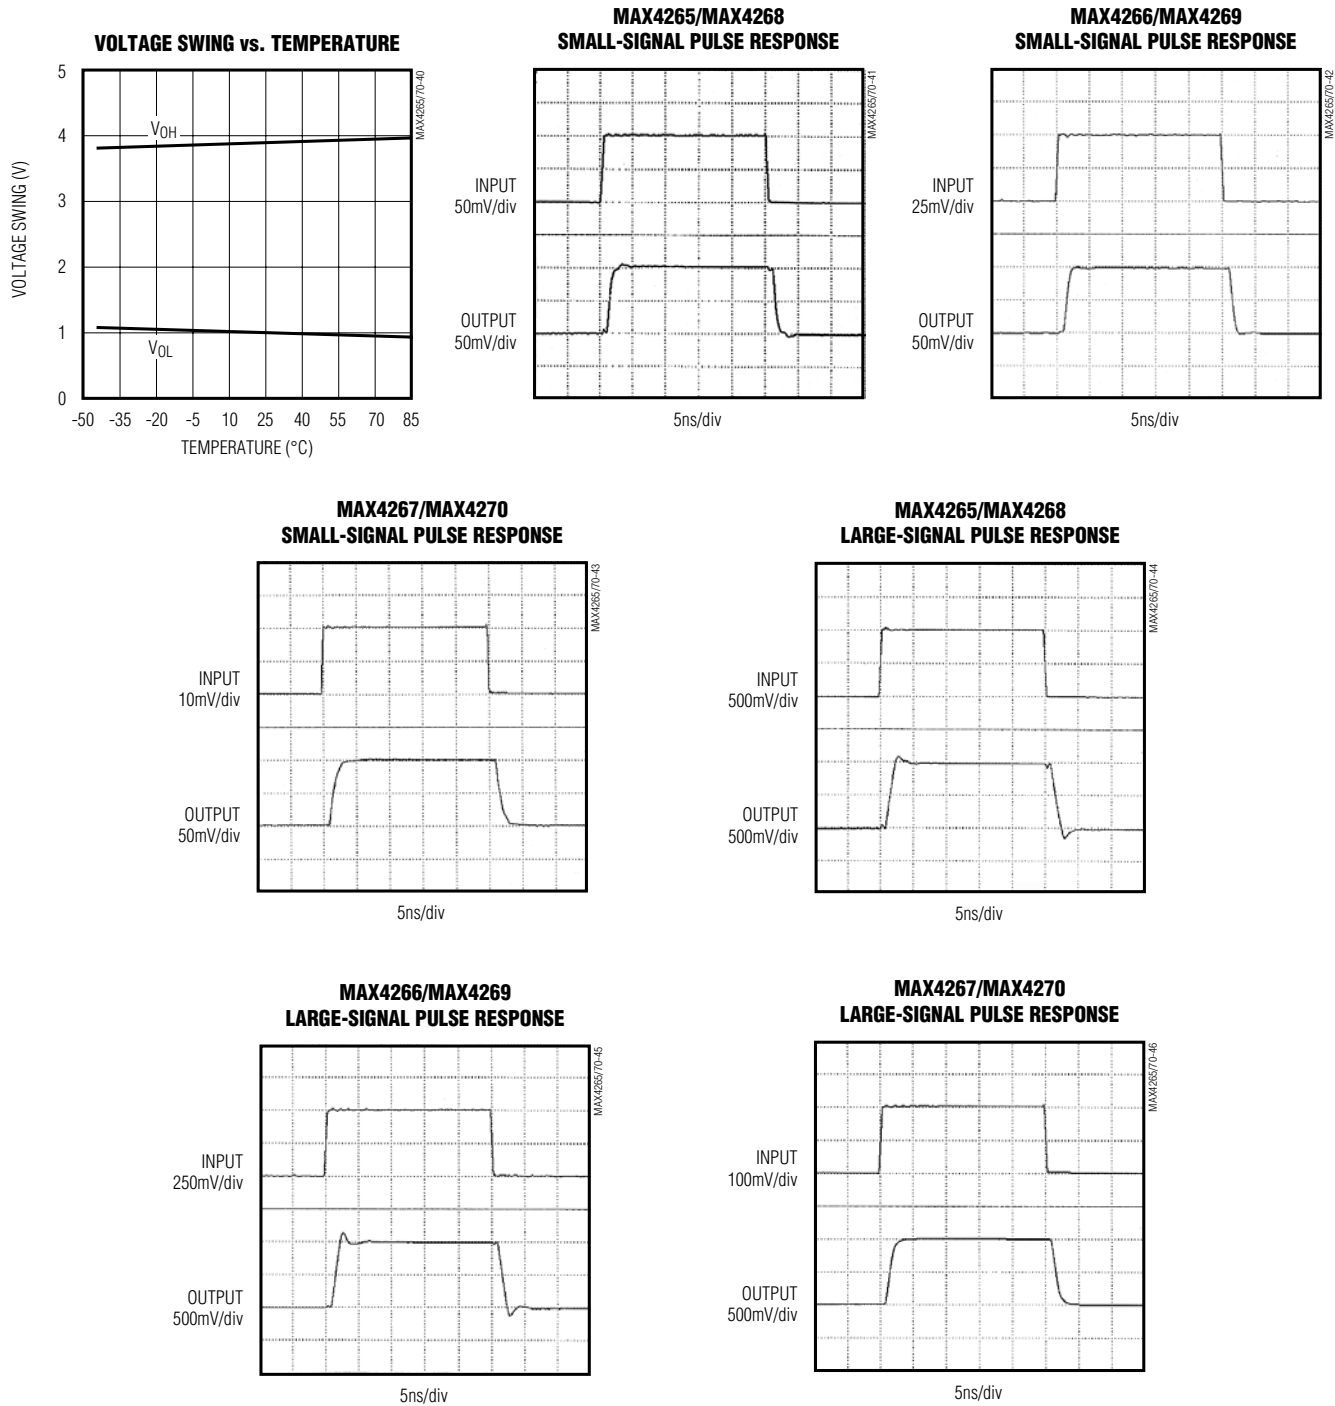 VOLTAGE SWING vs. TEMPERATURE
5
4
3
2
1
0
VOLTAGE SWING (V)
VOH
VOL
-50 -35 -20 -5 10 25 40 55 70 85
TEMPERATURE (°C)
MAX4265/70-40
MAX4265/MAX4268
SMALL-SIGNAL PULSE RESPONSE
INPUT
50mV/div
OUTPUT
50mV/div
5ns/div
MAX4265/70-41
MAX4266/MAX4269
SMALL-SIGNAL PULSE RESPONSE
INPUT
25mV/div
OUTPUT
50mV/div
5ns/div
MAX4265/70-42
MAX4267/MAX4270
SMALL-SIGNAL PULSE RESPONSE
INPUT
10mV/div
OUTPUT
50mV/div
5ns/div
MAX4265/70-43
MAX4265/MAX4268
LARGE-SIGNAL PULSE RESPONSE
INPUT
500mV/div
OUTPUT
500mV/div
5ns/div
MAX4265/70-44
MAX4266/MAX4269
LARGE-SIGNAL PULSE RESPONSE
INPUT
250mV/div
OUTPUT
500mV/div
5ns/div
MAX4265/70-45
MAX4267/MAX4270
LARGE-SIGNAL PULSE RESPONSE
INPUT
100mV/div
OUTPUT
500mV/div
5ns/div
MAX4265/70-46